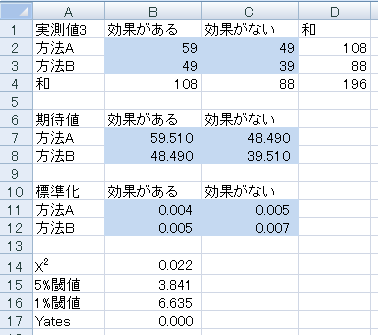 A B C D
1 実測値3 効果がある 効果がない 和
2 方法A 59 49 108
3 方法B 49 39 88
4 和 108 88 196
5
6 期待値 効果がある 効果がない
7 方法A 59.510 48.490
8 方法B 48.490 39.510
9
10 標準化 効果がある 効果がない
11 方法A 0.004 0.005
12 方法B 0.005 0.007
13
14 X² 0.022
15 5%閾値 3.841
16 1%閾値 6.635
17 Yates 0.000